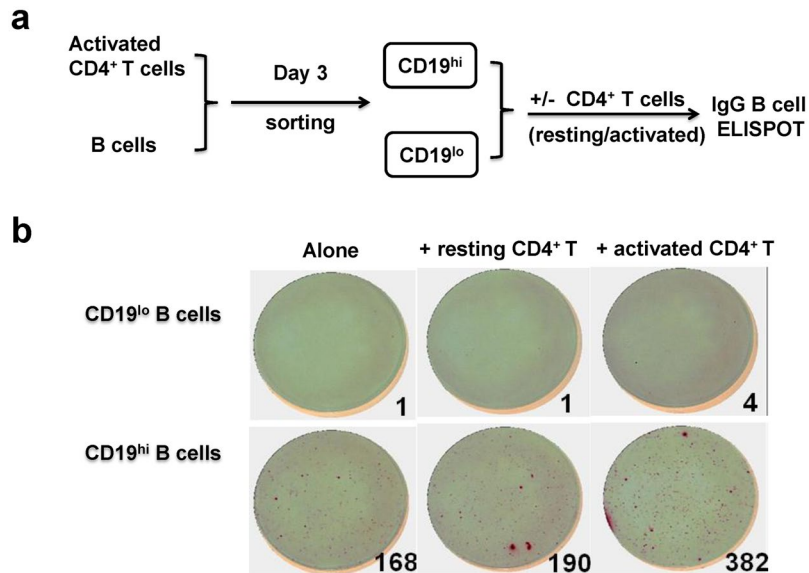 a
Activated
CD4⁺ T cells
B cells
Day 3
sorting
CD19ʰⁱ
CD19ˡᵒ
+/- CD4⁺ T cells
(resting/activated)
IgG B cell
ELISPOT
b
Alone
+ resting CD4⁺ T
+ activated CD4⁺ T
CD19ˡᵒ B cells
1
1
4
CD19ʰⁱ B cells
168
190
382